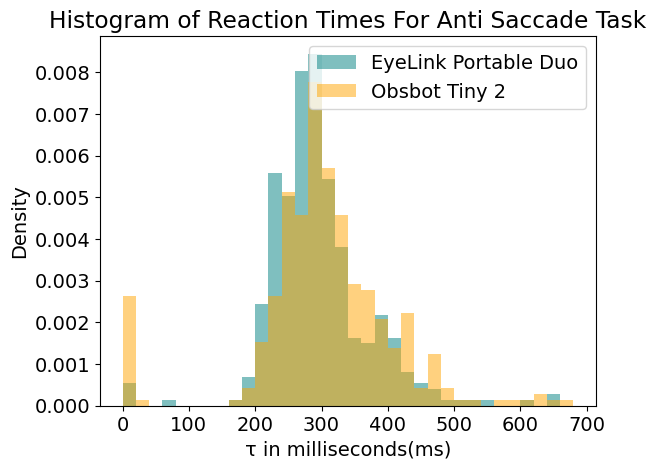 Histogram of Reaction Times For Anti Saccade Task
EyeLink Portable Duo
Obsbot Tiny 2
Density
0.008
0.007
0.006
0.005
0.004
0.003
0.002
0.001
0.000
0 100 200 300 400 500 600 700
τ in milliseconds(ms)